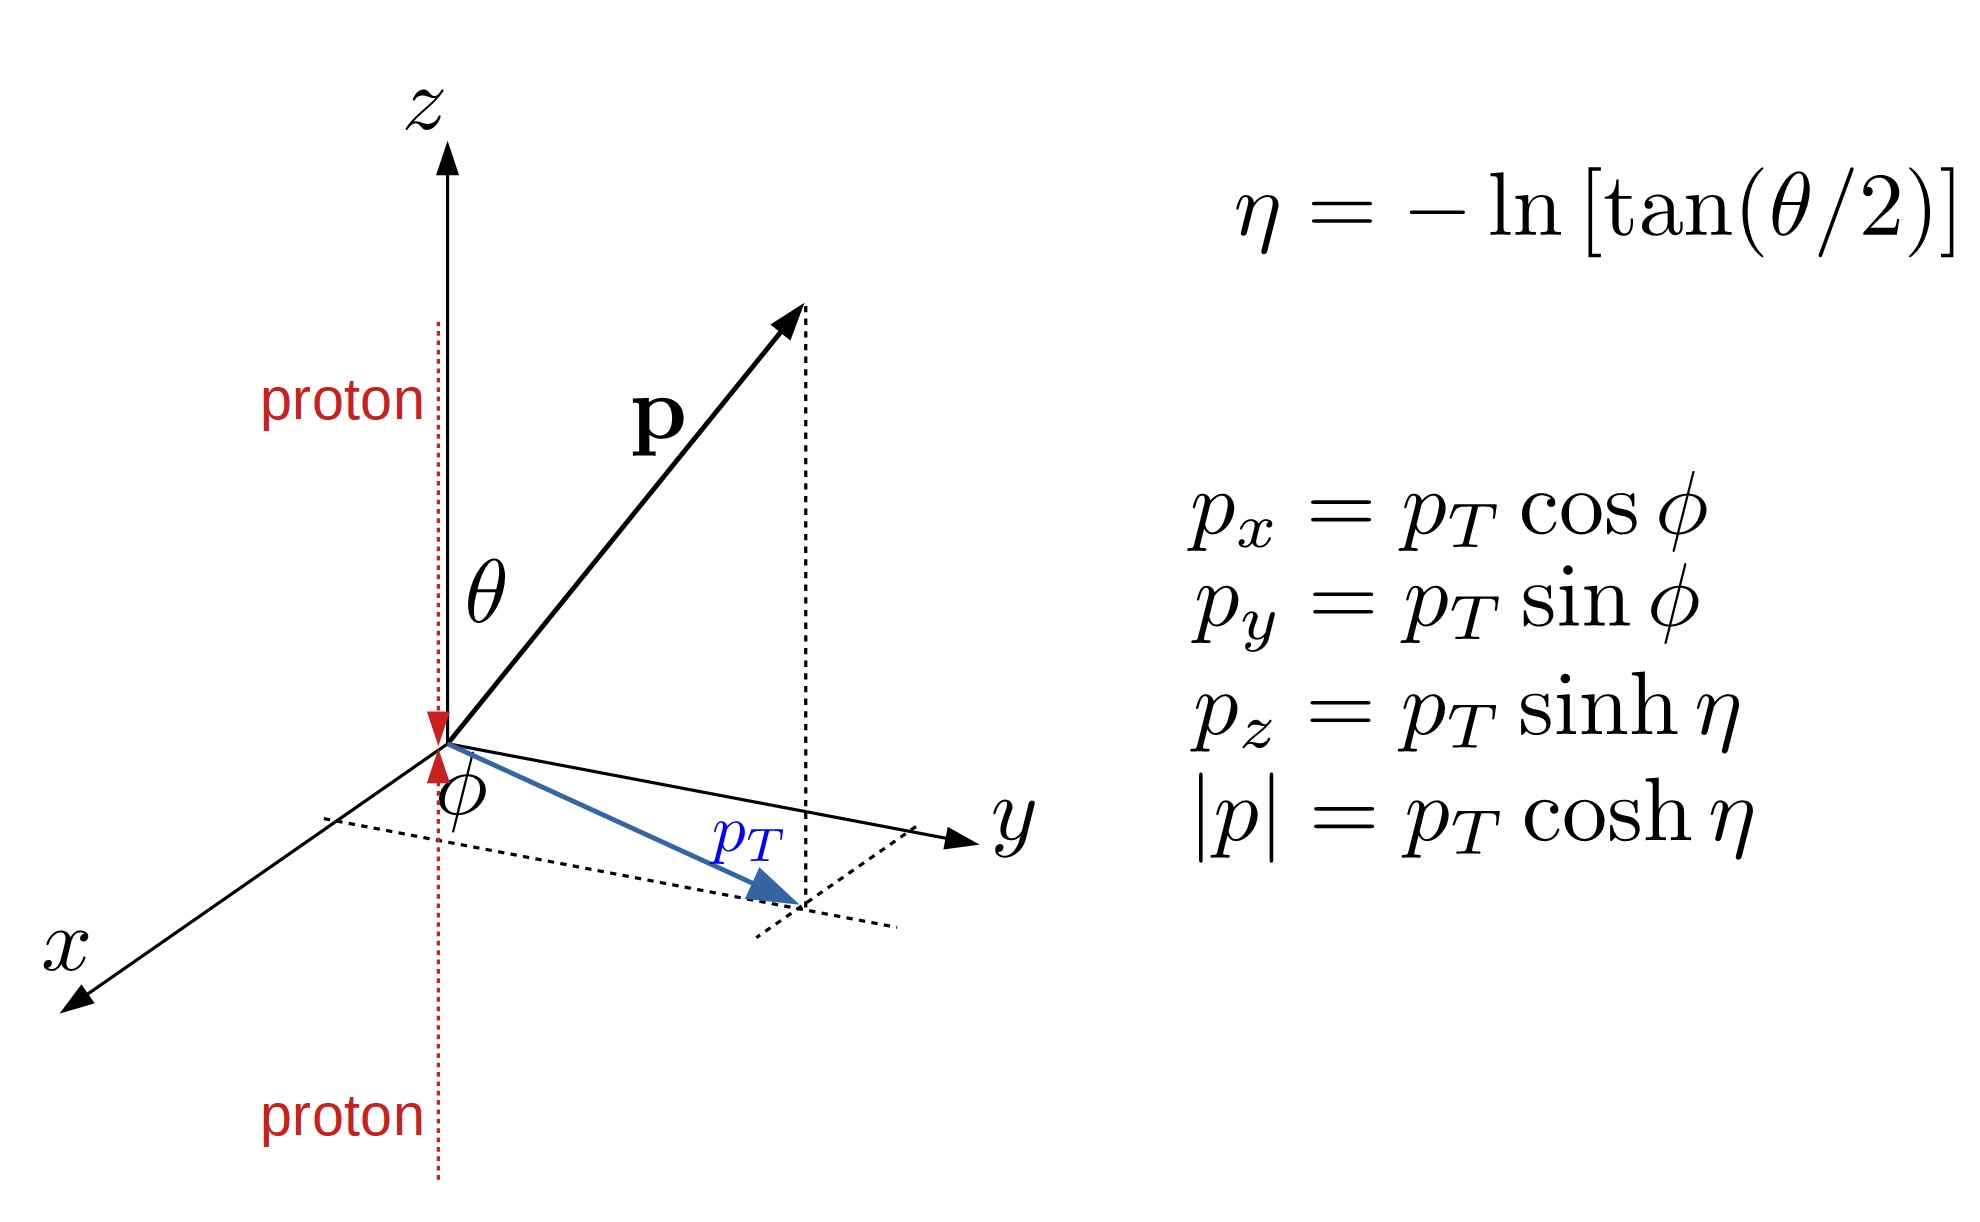 z
η = − ln [tan(θ/2)]
proton
p
θ
p_x = p_T cos ϕ
p_y = p_T sin ϕ
p_z = p_T sinh η
|p| = p_T cosh η
ϕ
p_T
y
x
proton